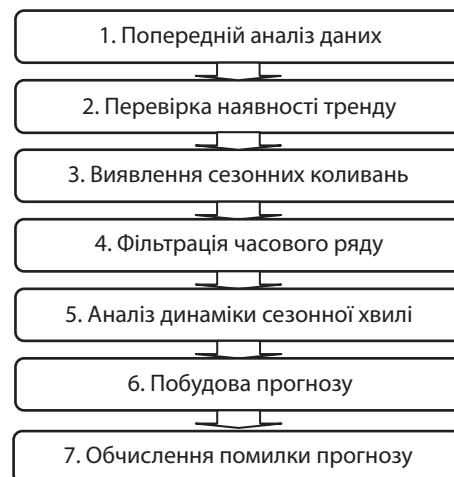 1. Попередній аналіз даних
2. Перевірка наявності тренду
3. Виявлення сезонних коливань
4. Фільтрація часового ряду
5. Аналіз динаміки сезонної хвилі
6. Побудова прогнозу
7. Обчислення помилки прогнозу